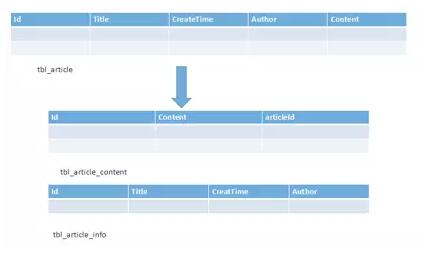 Id Title CreateTime Author Content
tbl_article
Id Content articleId
tbl_article_content
Id Title CreatTime Author
tbl_article_info